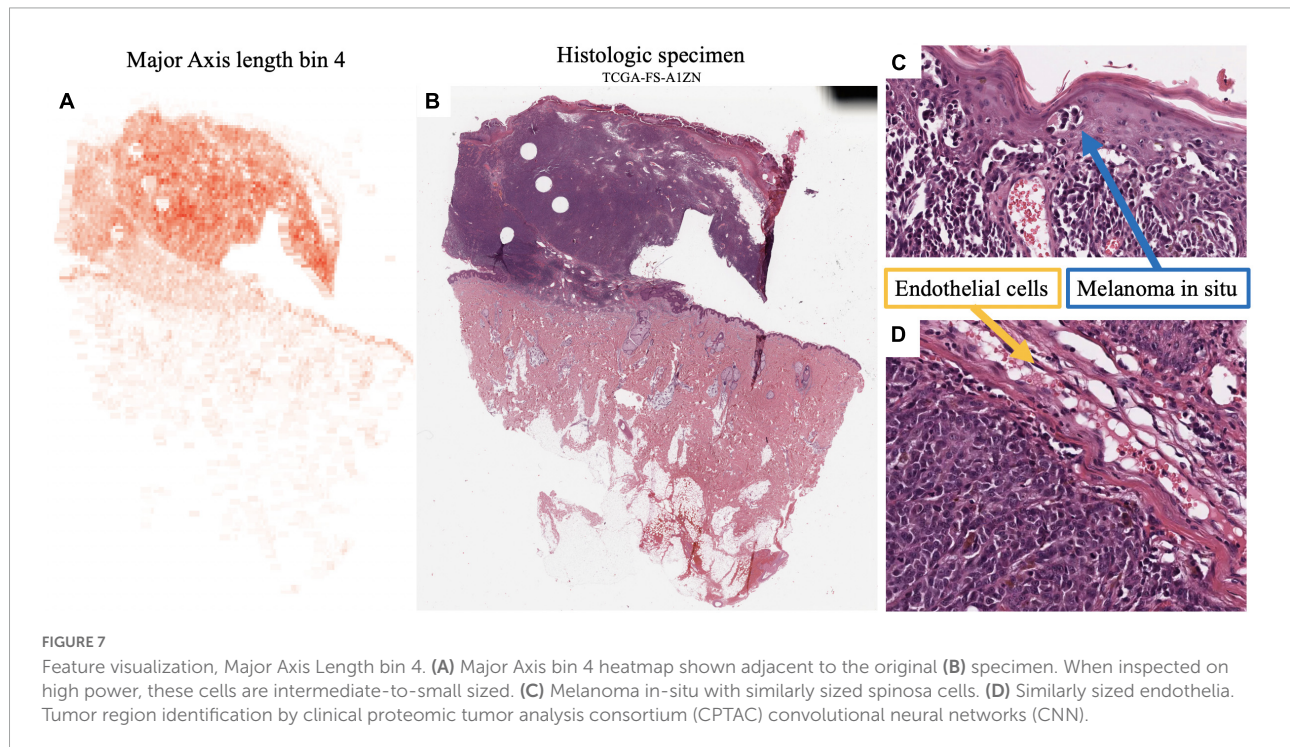 Major Axis length bin 4
Histologic specimen
TCGA-FS-A1ZN
A
B
C
Endothelial cells
Melanoma in situ
D
FIGURE 7
Feature visualization, Major Axis Length bin 4. (A) Major Axis bin 4 heatmap shown adjacent to the original (B) specimen. When inspected on
high power, these cells are intermediate-to-small sized. (C) Melanoma in-situ with similarly sized spinosa cells. (D) Similarly sized endothelia.
Tumor region identification by clinical proteomic tumor analysis consortium (CPTAC) convolutional neural networks (CNN).